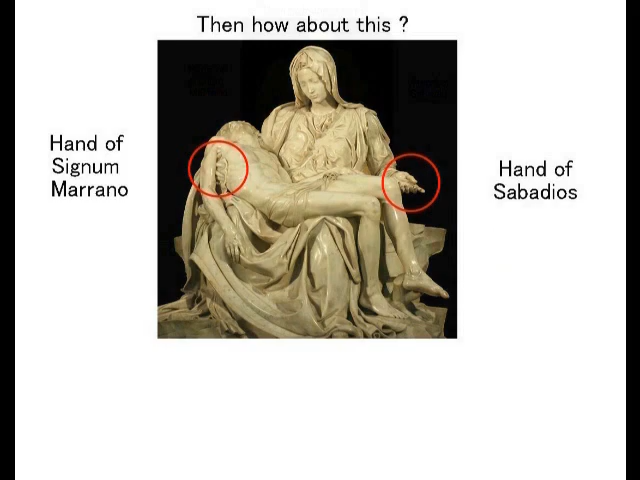 Then how about this ?
Hand of
Signum
Marrano
Hand of
Sabadios